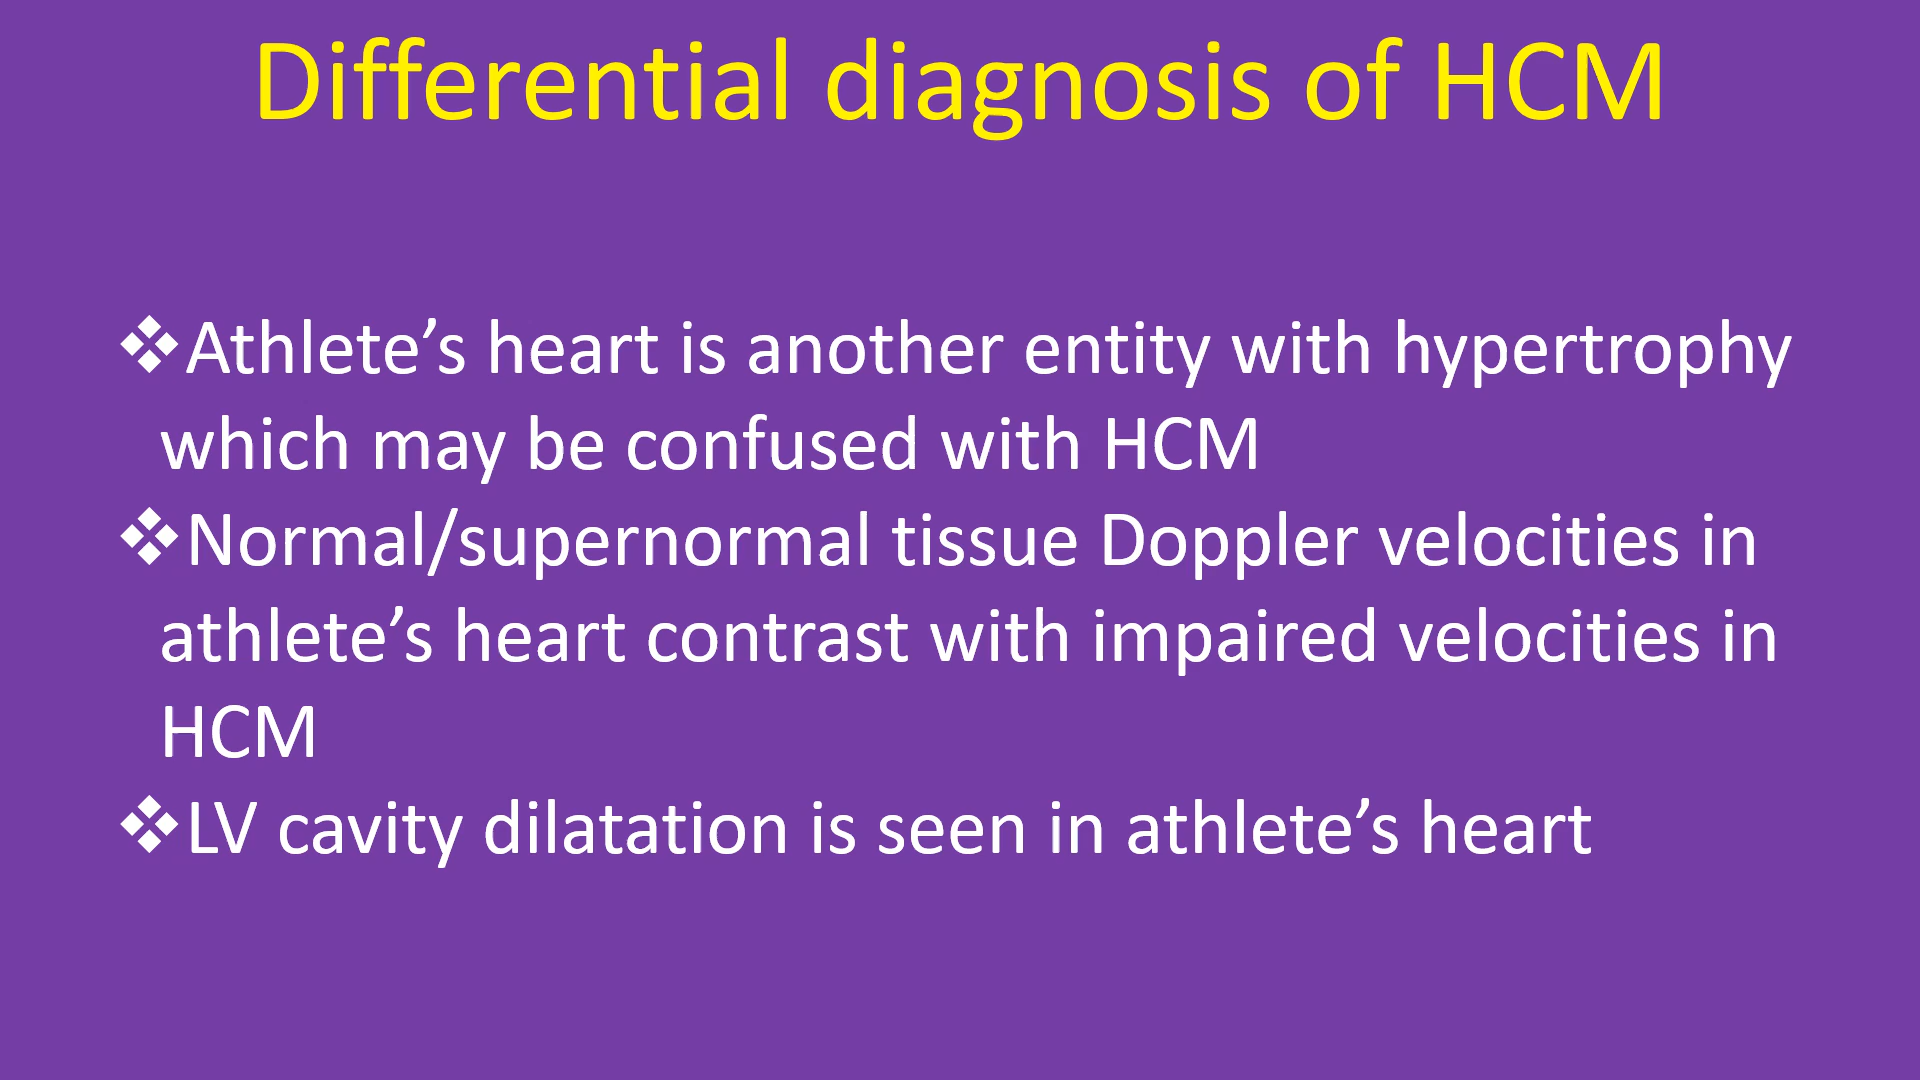 Differential diagnosis of HCM
❖Athlete’s heart is another entity with hypertrophy
which may be confused with HCM
❖Normal/supernormal tissue Doppler velocities in
athlete’s heart contrast with impaired velocities in
HCM
❖LV cavity dilatation is seen in athlete’s heart